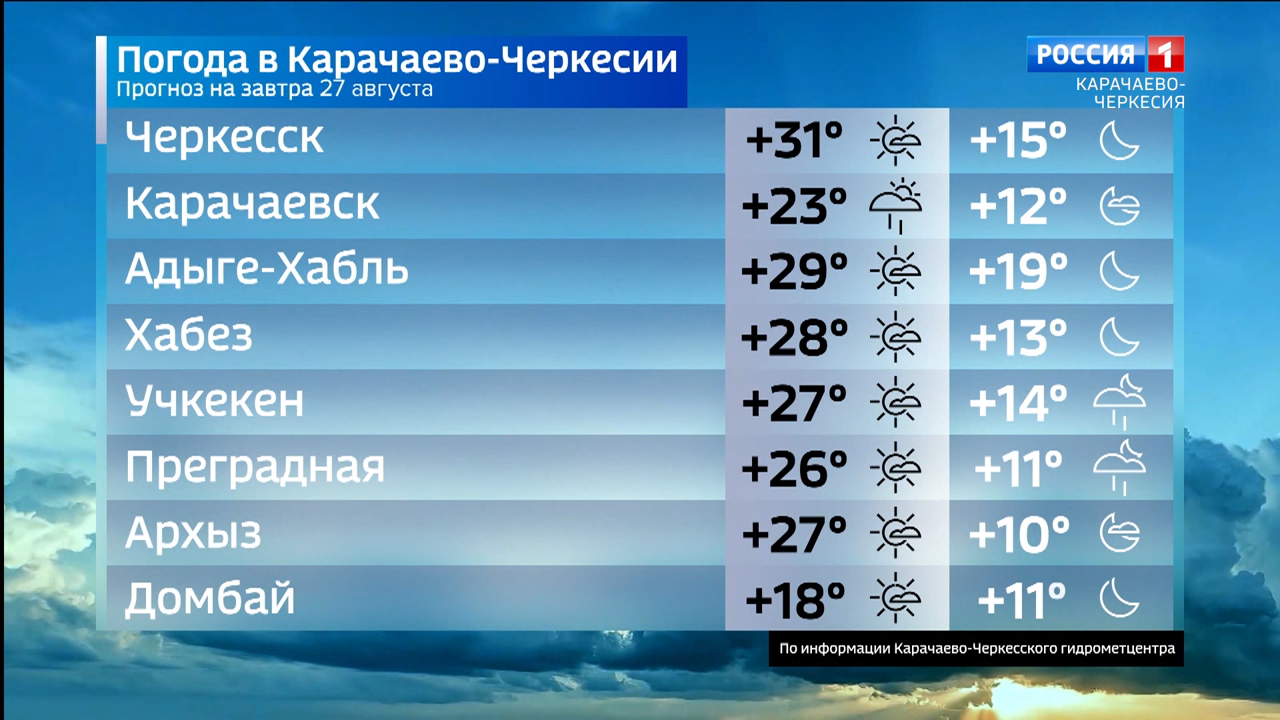 Погода в Карачаево-Черкесии
Прогноз на завтра 27 августа
РОССИЯ 1
КАРАЧАЕВО-
ЧЕРКЕСИЯ
Черкесск +31° +15°
Карачаевск +23° +12°
Адыге-Хабль +29° +19°
Хабез +28° +13°
Учкекен +27° +14°
Преградная +26° +11°
Архыз +27° +10°
Домбай +18° +11°
По информации Карачаево-Черкесского гидрометцентра